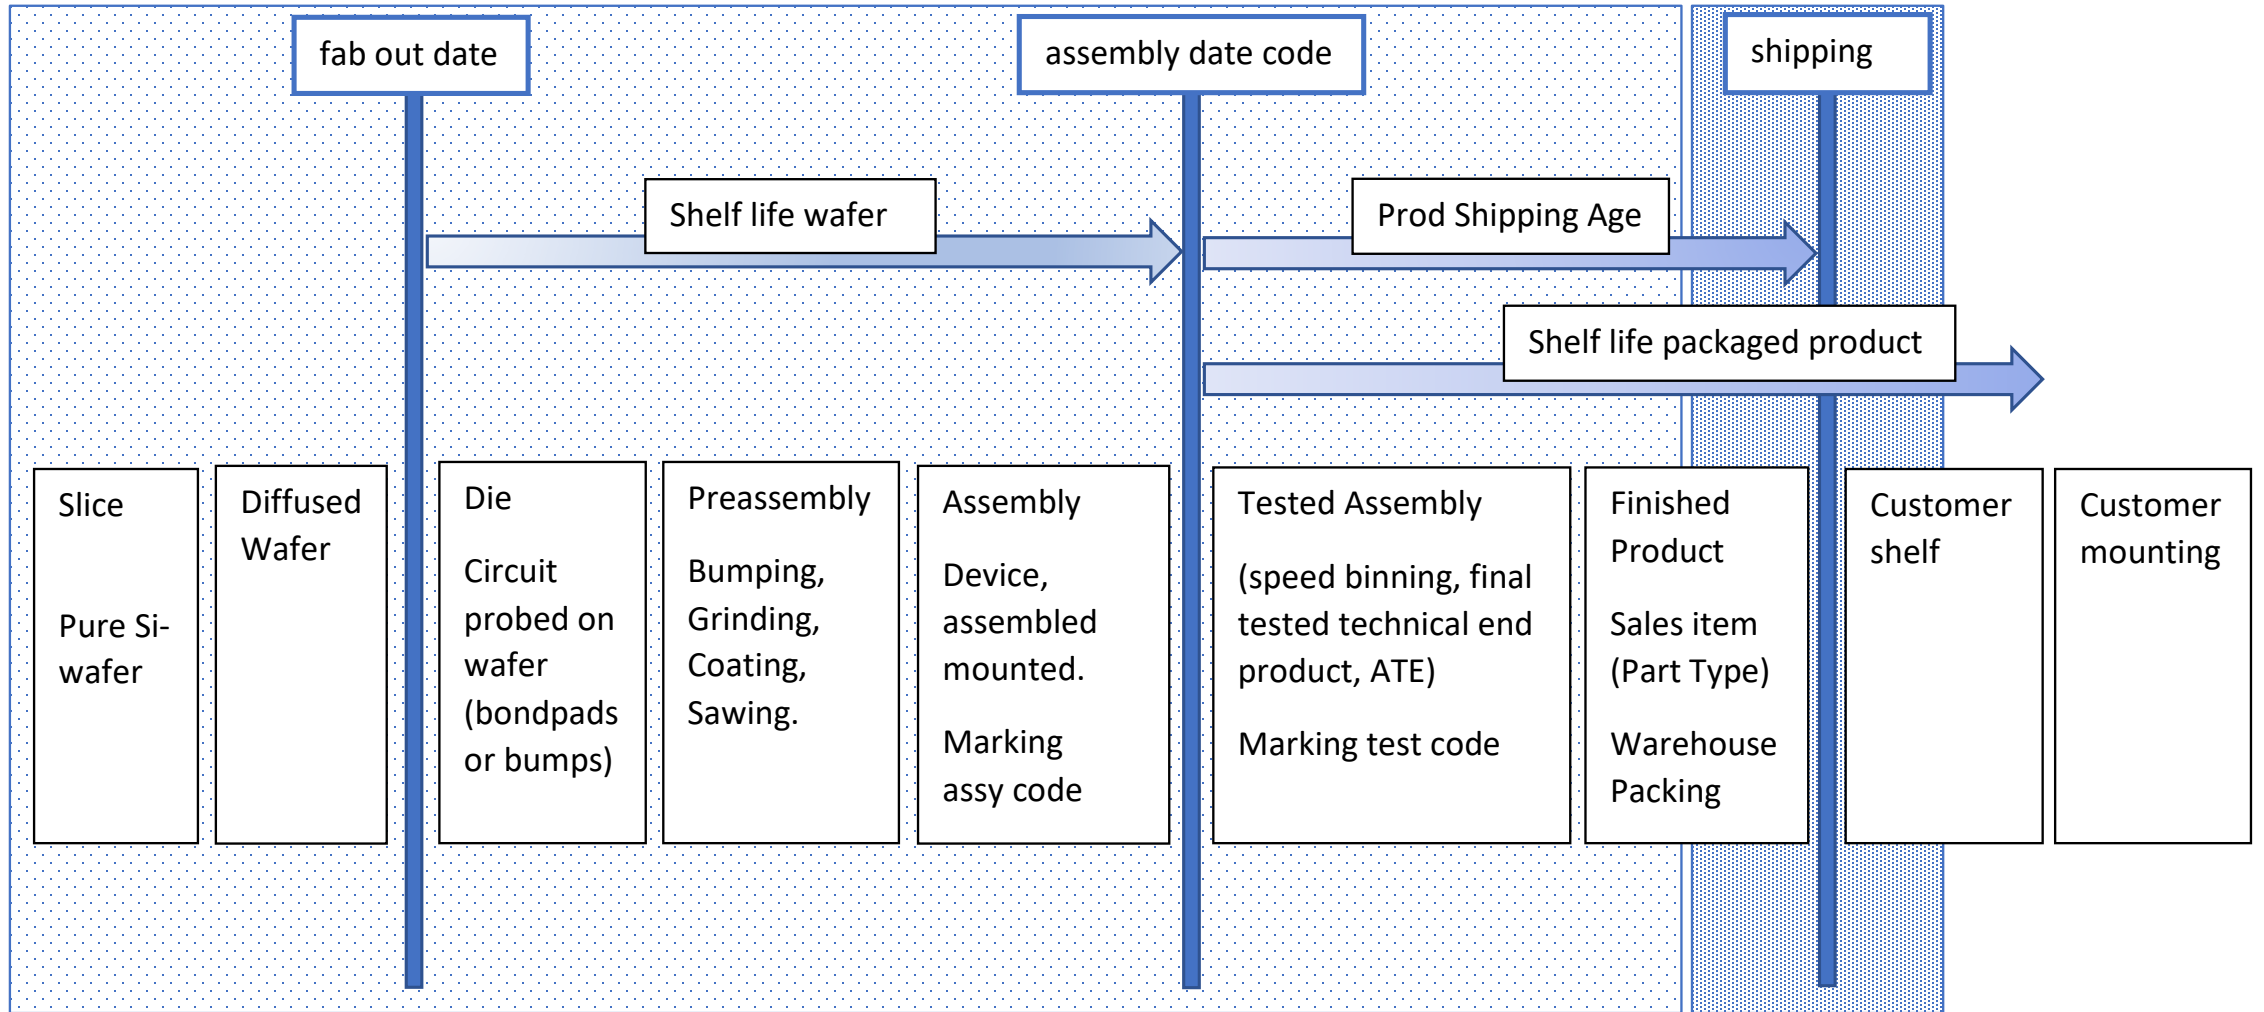 fab out date
assembly date code
shipping
Shelf life wafer
Prod Shipping Age
Shelf life packaged product
Slice
Pure Si-
wafer
Diffused
Wafer
Die
Circuit
probed on
wafer
(bondpads
or bumps)
Preassembly
Bumping,
Grinding,
Coating,
Sawing.
Assembly
Device,
assembled
mounted.
Marking
assy code
Tested Assembly
(speed binning, final
tested technical end
product, ATE)
Marking test code
Finished
Product
Sales item
(Part Type)
Warehouse
Packing
Customer
shelf
Customer
mounting